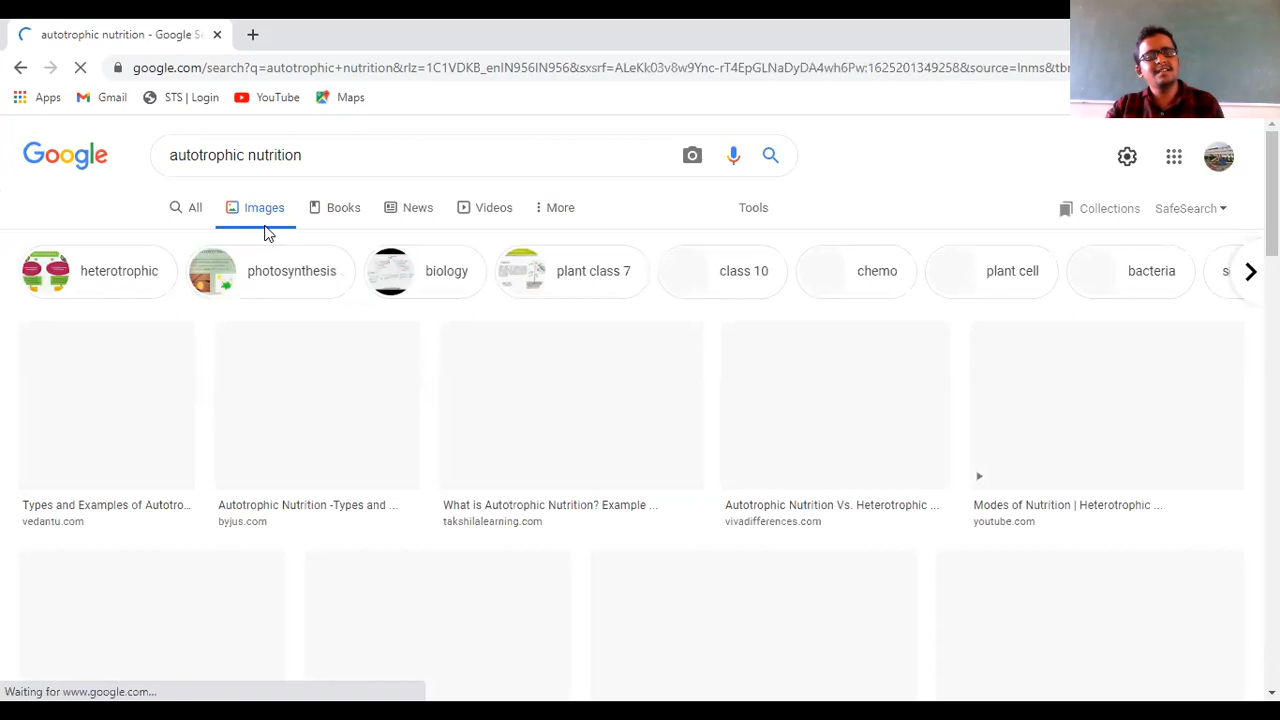 autotrophic nutrition - Google Se
google.com/search?q=autotrophic+nutrition&rlz=1C1VDKB_enIN956IN956&sxsrf=ALeKk03v8w9Ync-rT4EpGLNaDyDA4wh6Pw:1625201349258&source=lnms&tbn
Apps Gmail STS | Login YouTube Maps
Google autotrophic nutrition
All Images Books News Videos More Tools Collections SafeSearch
heterotrophic photosynthesis biology plant class 7 class 10 chemo plant cell bacteria s
Types and Examples of Autotro... Autotrophic Nutrition -Types and ... What is Autotrophic Nutrition? Example ... Autotrophic Nutrition Vs. Heterotrophic ... Modes of Nutrition | Heterotrophic ...
vedantu.com byjus.com takshilalearning.com vivadifferences.com youtube.com
Waiting for www.google.com...